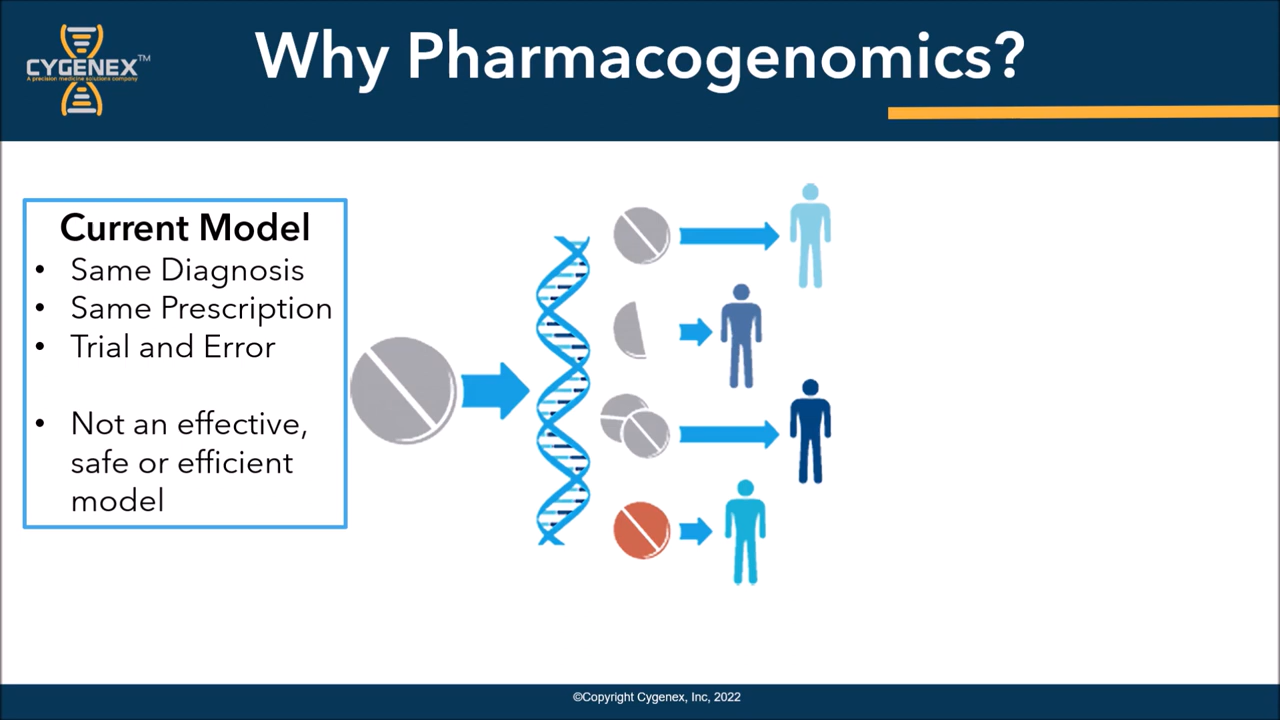 Why Pharmacogenomics?
CYGENEX™
A precision medicine solutions company
Current Model
• Same Diagnosis
• Same Prescription
• Trial and Error
• Not an effective,
safe or efficient
model
©Copyright Cygenex, Inc, 2022